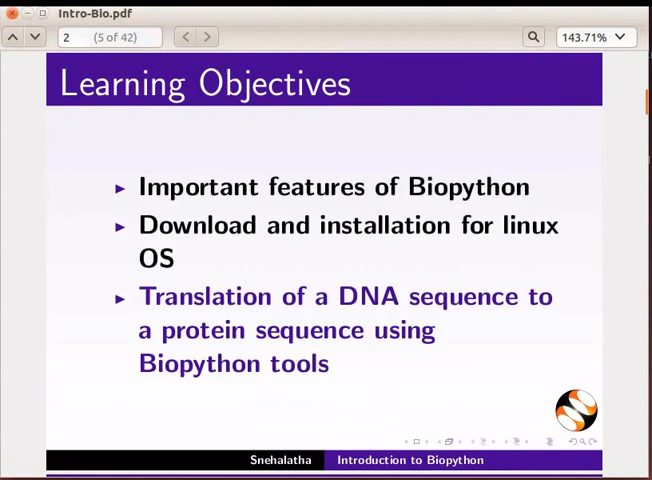 Intro-Bio.pdf
2 (5 of 42) 143.71%
Learning Objectives
Important features of Biopython
Download and installation for linux
OS
Translation of a DNA sequence to
a protein sequence using
Biopython tools
Snehalatha Introduction to Biopython